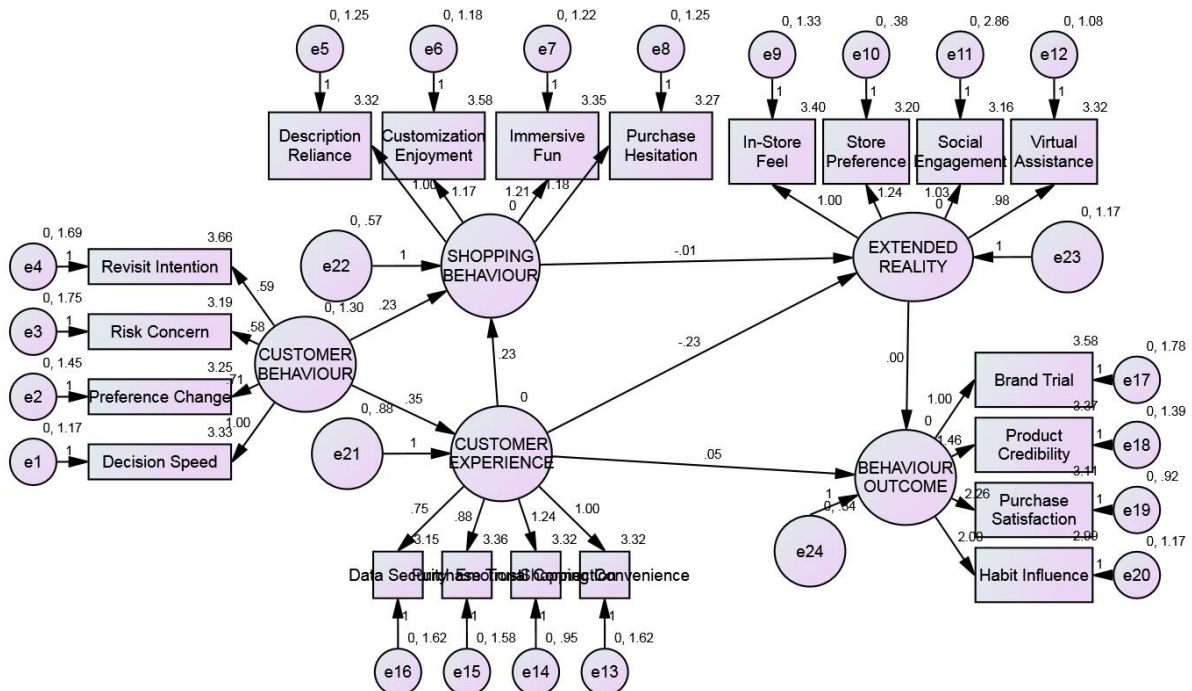 0, 1.25
0, 1.18
0, 1.22
0, 1.25
0, 1.33
0, .38
0, 2.86
0, 1.08
e5
e6
e7
e8
e9
e10
e11
e12
1
1
1
1
1
1
1
1
3.32
3.58
3.35
3.27
3.40
3.20
3.16
3.32
Description
Reliance
Customization
Enjoyment
Immersive
Fun
Purchase
Hesitation
In-Store
Feel
Store
Preference
Social
Engagement
Virtual
Assistance
1.00
1.17
1.21
1.18
1.00
1.24
1.03
.98
0
0
0, .57
e22
1
SHOPPING
BEHAVIOUR
-.01
EXTENDED
REALITY
1
0, 1.17
e23
0, 1.69
e4
1
3.66
Revisit Intention
.59
0, 1.75
e3
1
3.19
Risk Concern
.58
0, 1.45
e2
1
3.25
Preference Change
.71
0, 1.17
e1
1
3.33
Decision Speed
1.00
0, 1.30
CUSTOMER
BEHAVIOUR
.23
.23
-.23
.35
.00
0, .88
e21
1
0
CUSTOMER
EXPERIENCE
.05
0
BEHAVIOUR
OUTCOME
1
e24
1.00
1.46
2.26
3.58
Brand Trial
1
0, 1.78
e17
3.37
Product
Credibility
1
0, 1.39
e18
3.11
Purchase
Satisfaction
1
0, .92
e19
Habit Influence
1
0, 1.17
e20
.75
.88
1.24
1.00
3.15
3.36
3.32
3.32
Data Security
Convenience
1
1
1
1
0, 1.62
0, 1.58
0, .95
0, 1.62
e16
e15
e14
e13